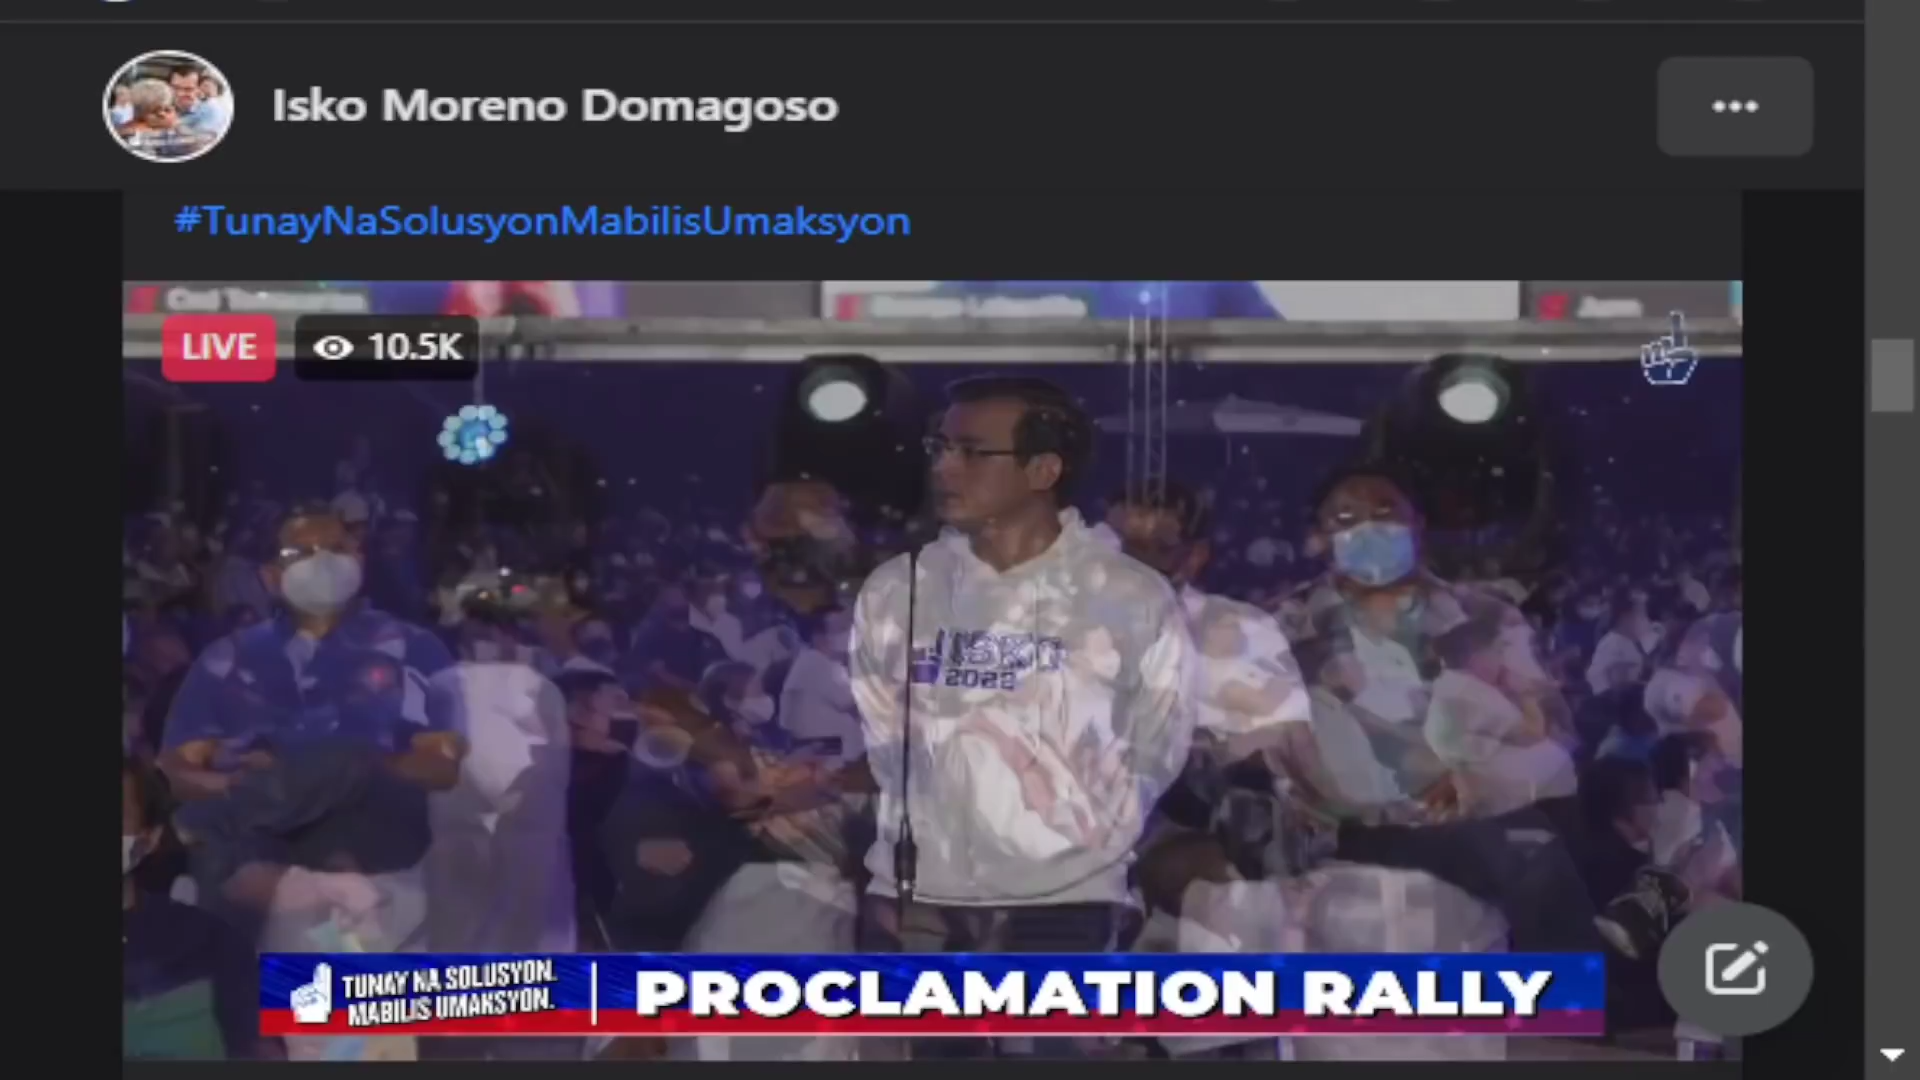 Isko Moreno Domagoso
#TunayNaSolusyonMabilisUmaksyon
LIVE
10.5K
ISKO
2022
TUNAY NA SOLUSYON.
MABILIS UMAKSYON.
PROCLAMATION RALLY